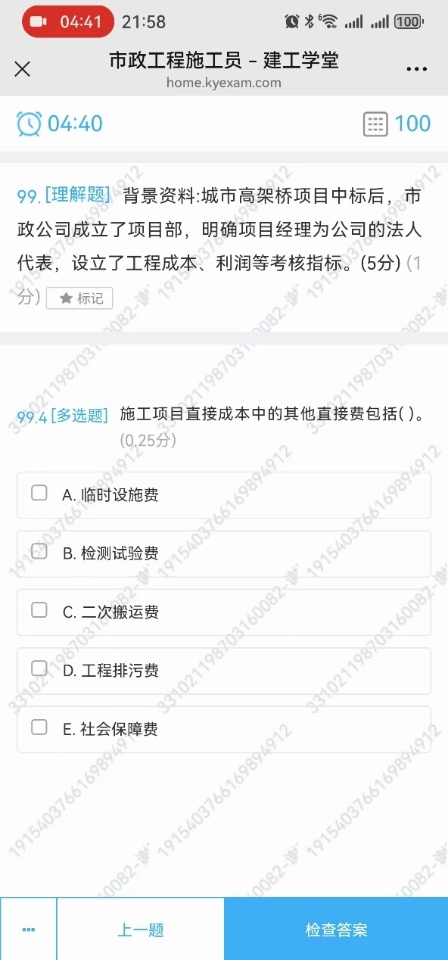 04:41 21:58 100
市政工程施工员 – 建工学堂
home.kyexam.com
04:40 100
99. [理解题] 背景资料:城市高架桥项目中标后，市
政公司成立了项目部，明确项目经理为公司的法人
代表，设立了工程成本、利润等考核指标。(5分) (1
分) ★ 标记
99.4 [多选题] 施工项目直接成本中的其他直接费包括( )。
(0.25分)
A. 临时设施费
B. 检测试验费
C. 二次搬运费
D. 工程排污费
E. 社会保障费
上一题 检查答案